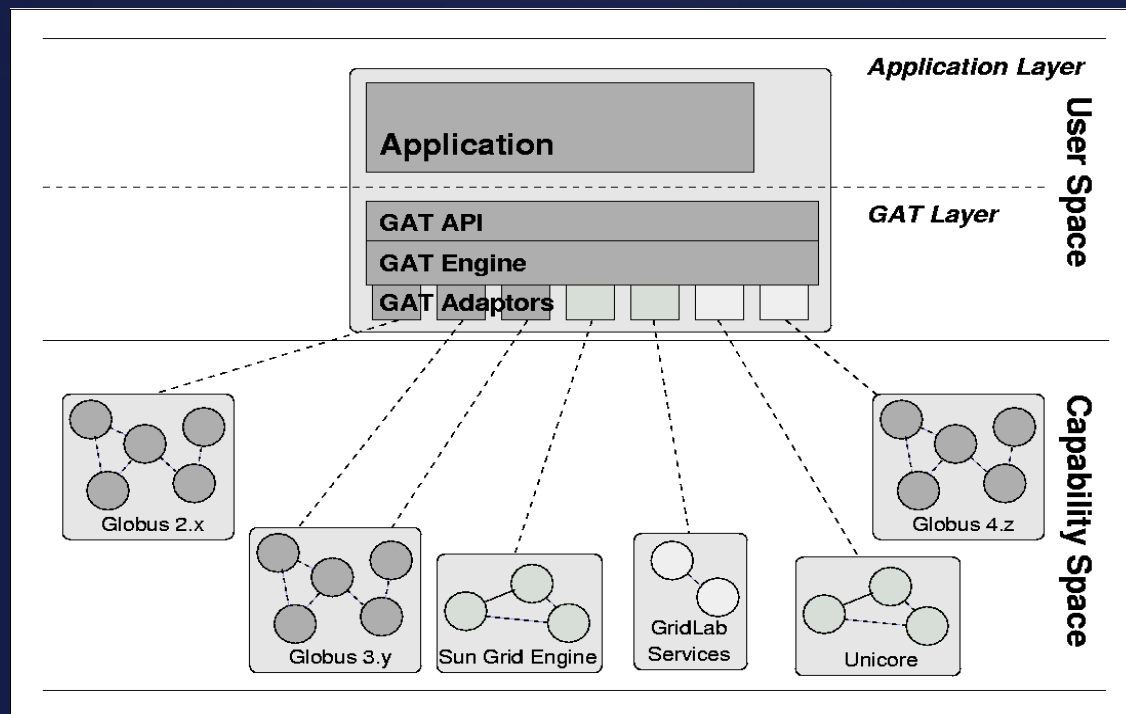 Application Layer
Application
User Space
GAT Layer
GAT API
GAT Engine
GAT Adaptors
Capability Space
Globus 2.x
Globus 4.z
Globus 3.y
Sun Grid Engine
GridLab
Services
Unicore